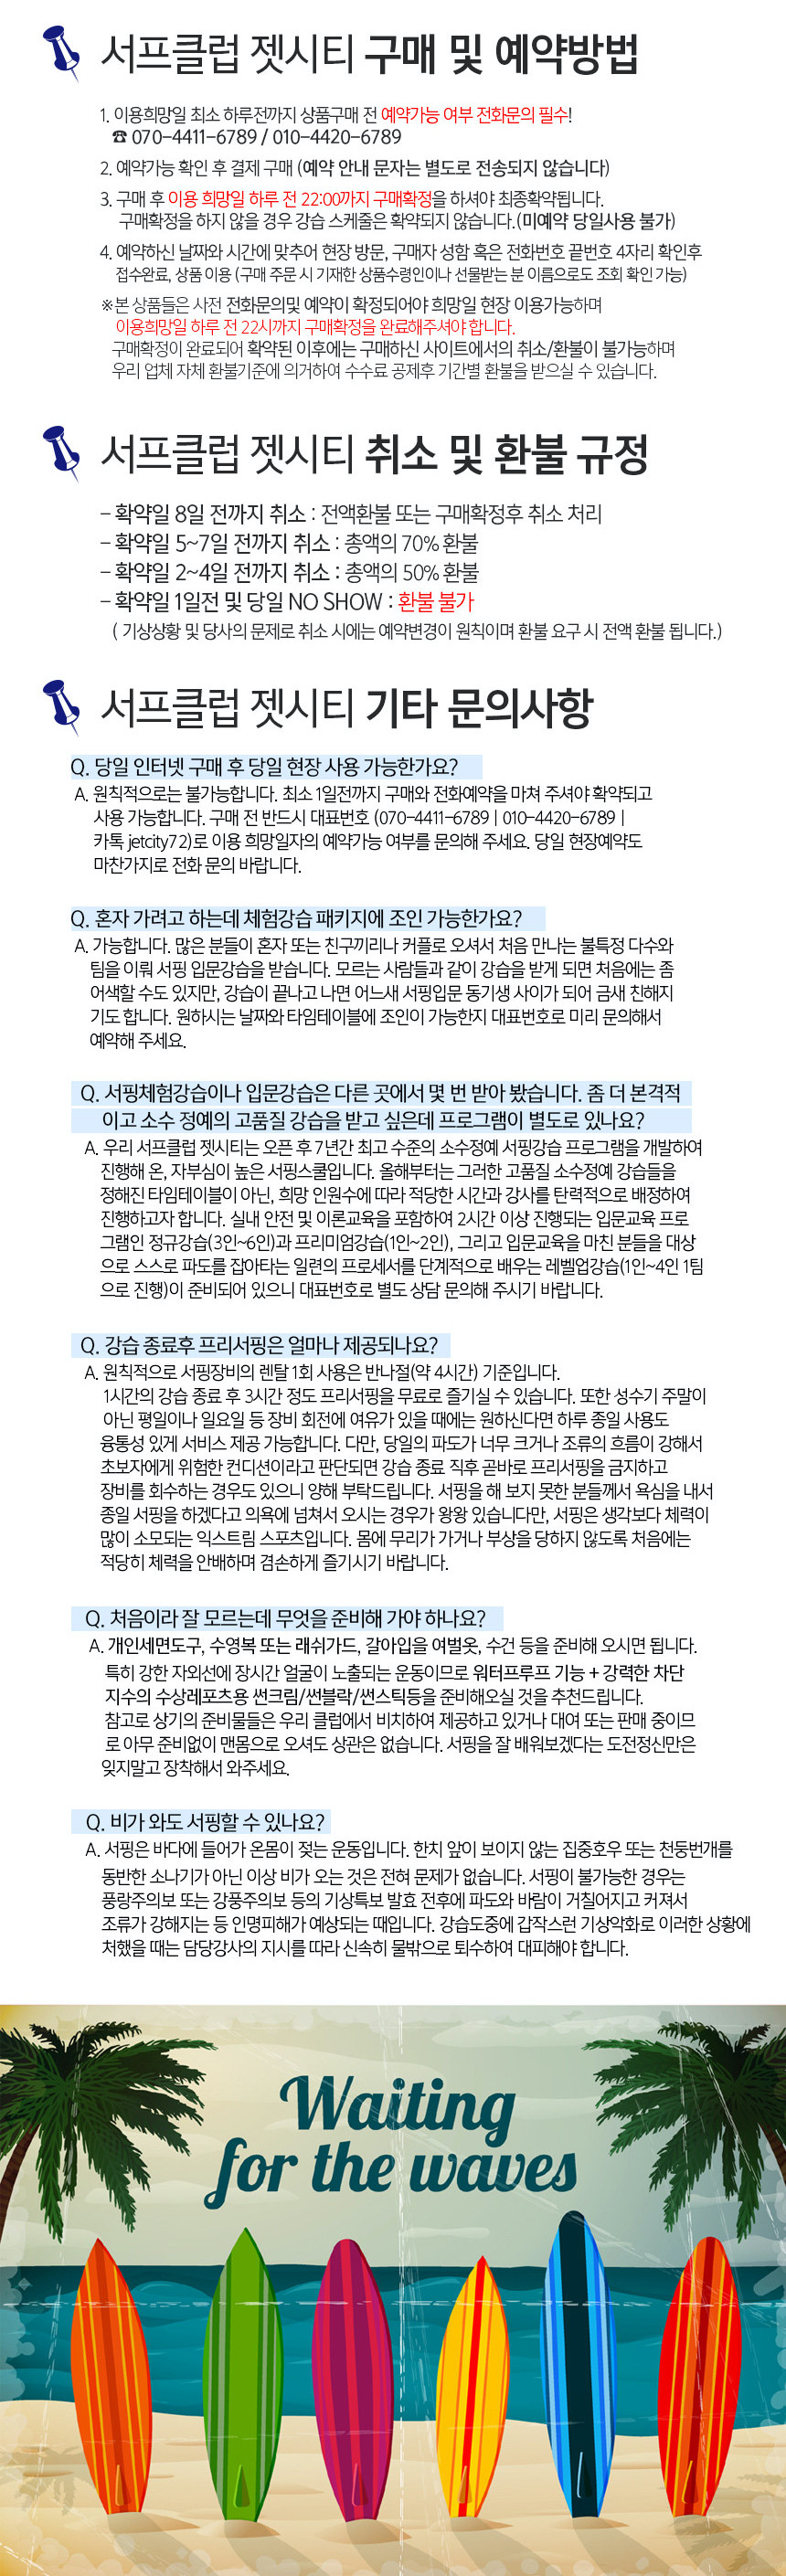 서프클럽 젯시티 구매 및 예약방법
1. 이용희망일 최소 하루전까지 상품구매 전 예약가능 여부 전화문의 필수!
☎ 070-4411-6789 / 010-4420-6789
2. 예약가능 확인 후 결제 구매 (예약 안내 문자는 별도로 전송되지 않습니다)
3. 구매 후 이용 희망일 하루 전 22:00까지 구매확정을 하셔야 최종확약됩니다.
구매확정을 하지 않을 경우 강습 스케줄은 확약되지 않습니다.(미예약 당일사용 불가)
4. 예약하신 날짜와 시간에 맞추어 현장 방문, 구매자 성함 혹은 전화번호 끝번호 4자리 확인후
접수완료, 상품 이용 (구매 주문 시 기재한 상품수령인이나 선물받는 분 이름으로도 조회 확인 가능)
※본 상품들은 사전 전화문의및 예약이 확정되어야 희망일 현장 이용가능하며
이용희망일 하루 전 22시까지 구매확정을 완료해주셔야 합니다.
구매확정이 완료되어 확약된 이후에는 구매하신 사이트에서의 취소/환불이 불가능하며
우리 업체 자체 환불기준에 의거하여 수수료 공제후 기간별 환불을 받으실 수 있습니다.
서프클럽 젯시티 취소 및 환불 규정
- 확약일 8일 전까지 취소 : 전액환불 또는 구매확정후 취소 처리
- 확약일 5~7일 전까지 취소 : 총액의 70% 환불
- 확약일 2~4일 전까지 취소 : 총액의 50% 환불
- 확약일 1일전 및 당일 NO SHOW : 환불 불가
( 기상상황 및 당사의 문제로 취소 시에는 예약변경이 원칙이며 환불 요구 시 전액 환불 됩니다.)
서프클럽 젯시티 기타 문의사항
Q. 당일 인터넷 구매 후 당일 현장 사용 가능한가요?
A. 원칙적으로는 불가능합니다. 최소 1일전까지 구매와 전화예약을 마쳐 주셔야 확약되고
사용 가능합니다. 구매 전 반드시 대표번호 (070-4411-6789 | 010-4420-6789 |
카톡 jetcity72)로 이용 희망일자의 예약가능 여부를 문의해 주세요. 당일 현장예약도
마찬가지로 전화 문의 바랍니다.
Q. 혼자 가려고 하는데 체험강습 패키지에 조인 가능한가요?
A. 가능합니다. 많은 분들이 혼자 또는 친구끼리나 커플로 오셔서 처음 만나는 불특정 다수와
팀을 이뤄 서핑 입문강습을 받습니다. 모르는 사람들과 같이 강습을 받게 되면 처음에는 좀
어색할 수도 있지만, 강습이 끝나고 나면 어느새 서핑입문 동기생 사이가 되어 금새 친해지
기도 합니다. 원하시는 날짜와 타임테이블에 조인이 가능한지 대표번호로 미리 문의해서
예약해 주세요.
Q. 서핑체험강습이나 입문강습은 다른 곳에서 몇 번 받아 봤습니다. 좀 더 본격적
이고 소수 정예의 고품질 강습을 받고 싶은데 프로그램이 별도로 있나요?
A. 우리 서프클럽 젯시티는 오픈 후 7년간 최고 수준의 소수정예 서핑강습 프로그램을 개발하여
진행해 온, 자부심이 높은 서핑스쿨입니다. 올해부터는 그러한 고품질 소수정예 강습들을
정해진 타임테이블이 아닌, 희망 인원수에 따라 적당한 시간과 강사를 탄력적으로 배정하여
진행하고자 합니다. 실내 안전 및 이론교육을 포함하여 2시간 이상 진행되는 입문교육 프로
그램인 정규강습(3인~6인)과 프리미엄강습(1인~2인), 그리고 입문교육을 마친 분들을 대상
으로 스스로 파도를 잡아타는 일련의 프로세서를 단계적으로 배우는 레벨업강습(1인~4인 1팀
으로 진행)이 준비되어 있으니 대표번호로 별도 상담 문의해 주시기 바랍니다.
Q. 강습 종료후 프리서핑은 얼마나 제공되나요?
A. 원칙적으로 서핑장비의 렌탈 1회 사용은 반나절(약 4시간) 기준입니다.
1시간의 강습 종료 후 3시간 정도 프리서핑을 무료로 즐기실 수 있습니다. 또한 성수기 주말이
아닌 평일이나 일요일 등 장비 회전에 여유가 있을 때에는 원하신다면 하루 종일 사용도
융통성 있게 서비스 제공 가능합니다. 다만, 당일의 파도가 너무 크거나 조류의 흐름이 강해서
초보자에게 위험한 컨디션이라고 판단되면 강습 종료 직후 곧바로 프리서핑을 금지하고
장비를 회수하는 경우도 있으니 양해 부탁드립니다. 서핑을 해 보지 못한 분들께서 욕심을 내서
종일 서핑을 하겠다고 의욕에 넘쳐서 오시는 경우가 왕왕 있습니다만, 서핑은 생각보다 체력이
많이 소모되는 익스트림 스포츠입니다. 몸에 무리가 가거나 부상을 당하지 않도록 처음에는
적당히 체력을 안배하며 겸손하게 즐기시기 바랍니다.
Q. 처음이라 잘 모르는데 무엇을 준비해 가야 하나요?
A. 개인세면도구, 수영복 또는 래쉬가드, 갈아입을 여벌옷, 수건 등을 준비해 오시면 됩니다.
특히 강한 자외선에 장시간 얼굴이 노출되는 운동이므로 워터프루프 기능 + 강력한 차단
지수의 수상레포츠용 썬크림/썬블락/썬스틱등을 준비해오실 것을 추천드립니다.
참고로 상기의 준비물들은 우리 클럽에서 비치하여 제공하고 있거나 대여 또는 판매 중이므
로 아무 준비없이 맨몸으로 오셔도 상관은 없습니다. 서핑을 잘 배워보겠다는 도전정신만은
잊지말고 장착해서 와주세요.
Q. 비가 와도 서핑할 수 있나요?
A. 서핑은 바다에 들어가 온몸이 젖는 운동입니다. 한치 앞이 보이지 않는 집중호우 또는 천둥번개를
동반한 소나기가 아닌 이상 비가 오는 것은 전혀 문제가 없습니다. 서핑이 불가능한 경우는
풍랑주의보 또는 강풍주의보 등의 기상특보 발효 전후에 파도와 바람이 거칠어지고 커져서
조류가 강해지는 등 인명피해가 예상되는 때입니다. 강습도중에 갑작스런 기상악화로 이러한 상황에
처했을 때는 담당강사의 지시를 따라 신속히 물밖으로 퇴수하여 대피해야 합니다.
Waiting
for the waves